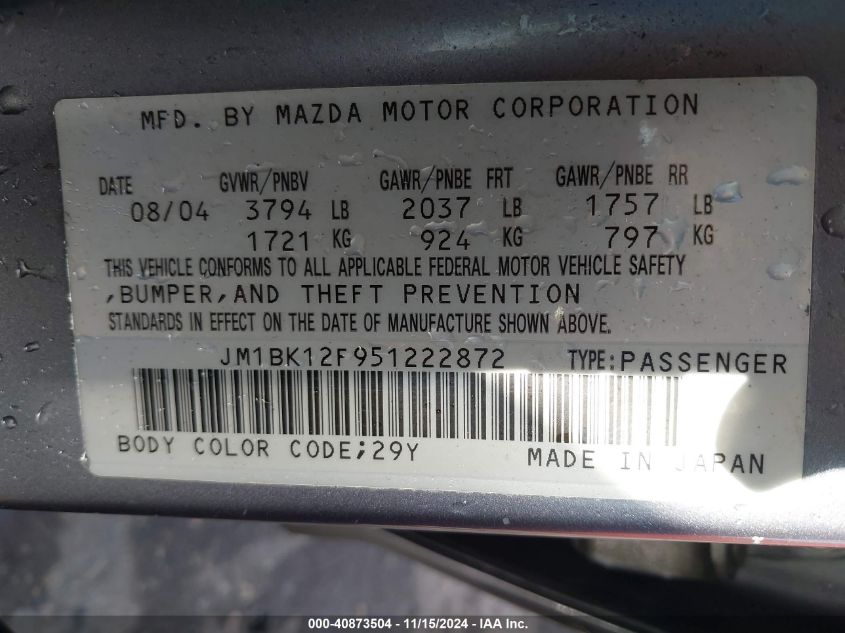 MFD. BY MAZDA MOTOR CORPORATION
DATE GVWR/PNBV GAWR/PNBE FRT GAWR/PNBE RR
08/04 3794 LB 2037 LB 1757 LB
1721 KG 924 KG 797 KG
THIS VEHICLE CONFORMS TO ALL APPLICABLE FEDERAL MOTOR VEHICLE SAFETY
,BUMPER,AND THEFT PREVENTION
STANDARDS IN EFFECT ON THE DATE OF MANUFACTURE SHOWN ABOVE.
JM1BK12F951222872 TYPE:PASSENGER
BODY COLOR CODE;29Y MADE IN JAPAN
000-40873504 - 11/15/2024 - IAAI.COM